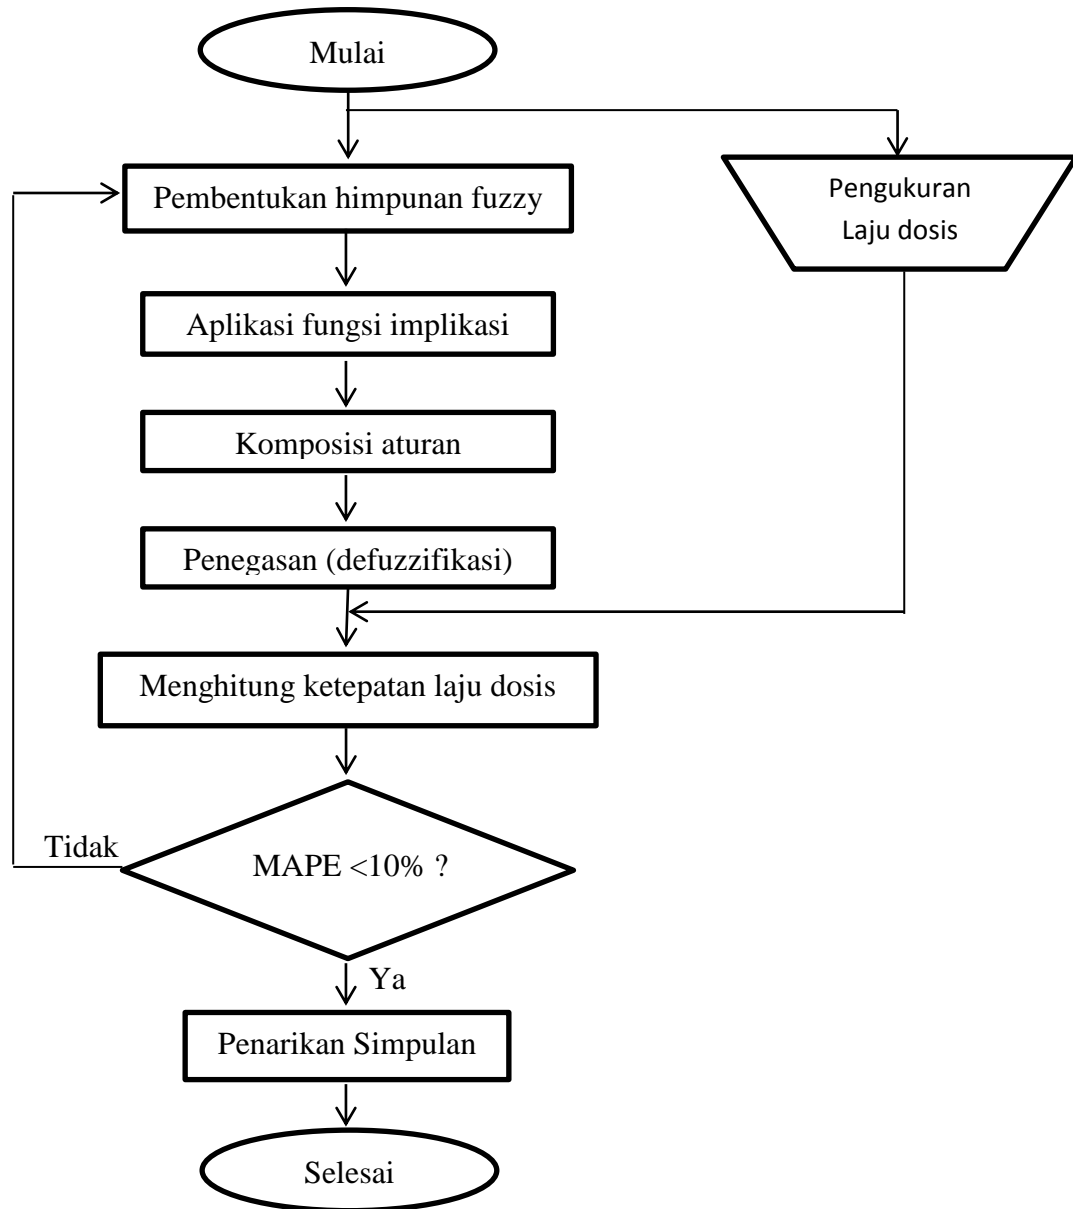 Mulai
Pembentukan himpunan fuzzy
Pengukuran
Laju dosis
Aplikasi fungsi implikasi
Komposisi aturan
Penegasan (defuzzifikasi)
Menghitung ketepatan laju dosis
Tidak
MAPE <10% ?
Ya
Penarikan Simpulan
Selesai